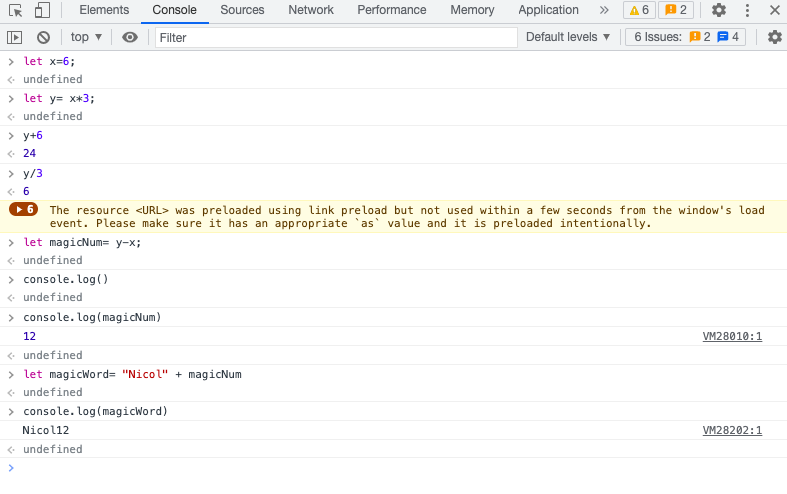 Elements Console Sources Network Performance Memory Application » 6 2
top ▼ Filter Default levels ▼ 6 Issues: 2 4
> let x=6;
<· undefined
> let y= x*3;
<· undefined
> y+6
<· 24
> y/3
<· 6
▶ 6 The resource <URL> was preloaded using link preload but not used within a few seconds from the window's load
event. Please make sure it has an appropriate `as` value and it is preloaded intentionally.
> let magicNum= y-x;
<· undefined
> console.log()
<· undefined
> console.log(magicNum)
12 VM28010:1
<· undefined
> let magicWord= "Nicol" + magicNum
<· undefined
> console.log(magicWord)
Nicol12 VM28202:1
<· undefined
>